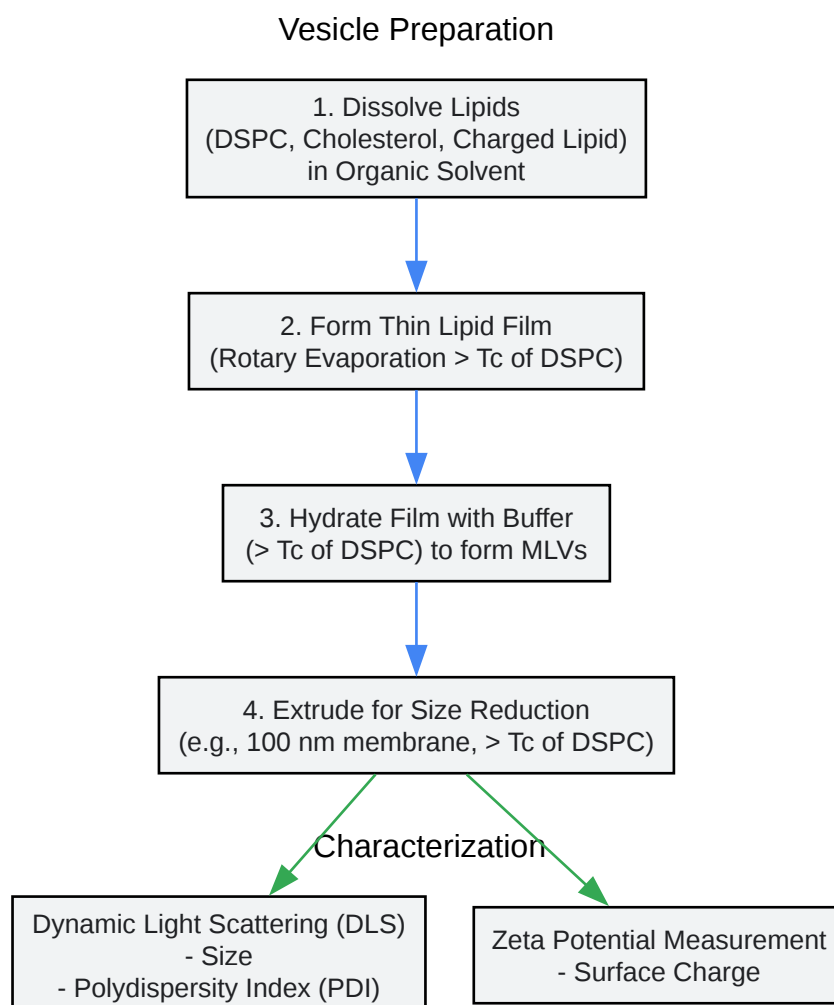 Vesicle Preparation
1. Dissolve Lipids
(DSPC, Cholesterol, Charged Lipid)
in Organic Solvent
2. Form Thin Lipid Film
(Rotary Evaporation > Tc of DSPC)
3. Hydrate Film with Buffer
(> Tc of DSPC) to form MLVs
4. Extrude for Size Reduction
(e.g., 100 nm membrane, > Tc of DSPC)
Characterization
Dynamic Light Scattering (DLS)
- Size
- Polydispersity Index (PDI)
Zeta Potential Measurement
- Surface Charge